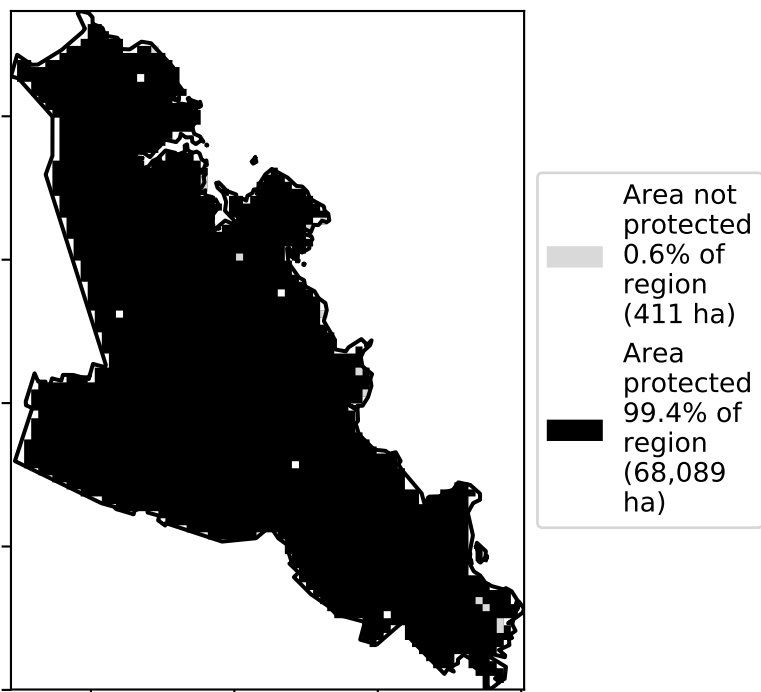 Area not
protected
0.6% of
region
(411 ha)
Area
protected
99.4% of
region
(68,089
ha)